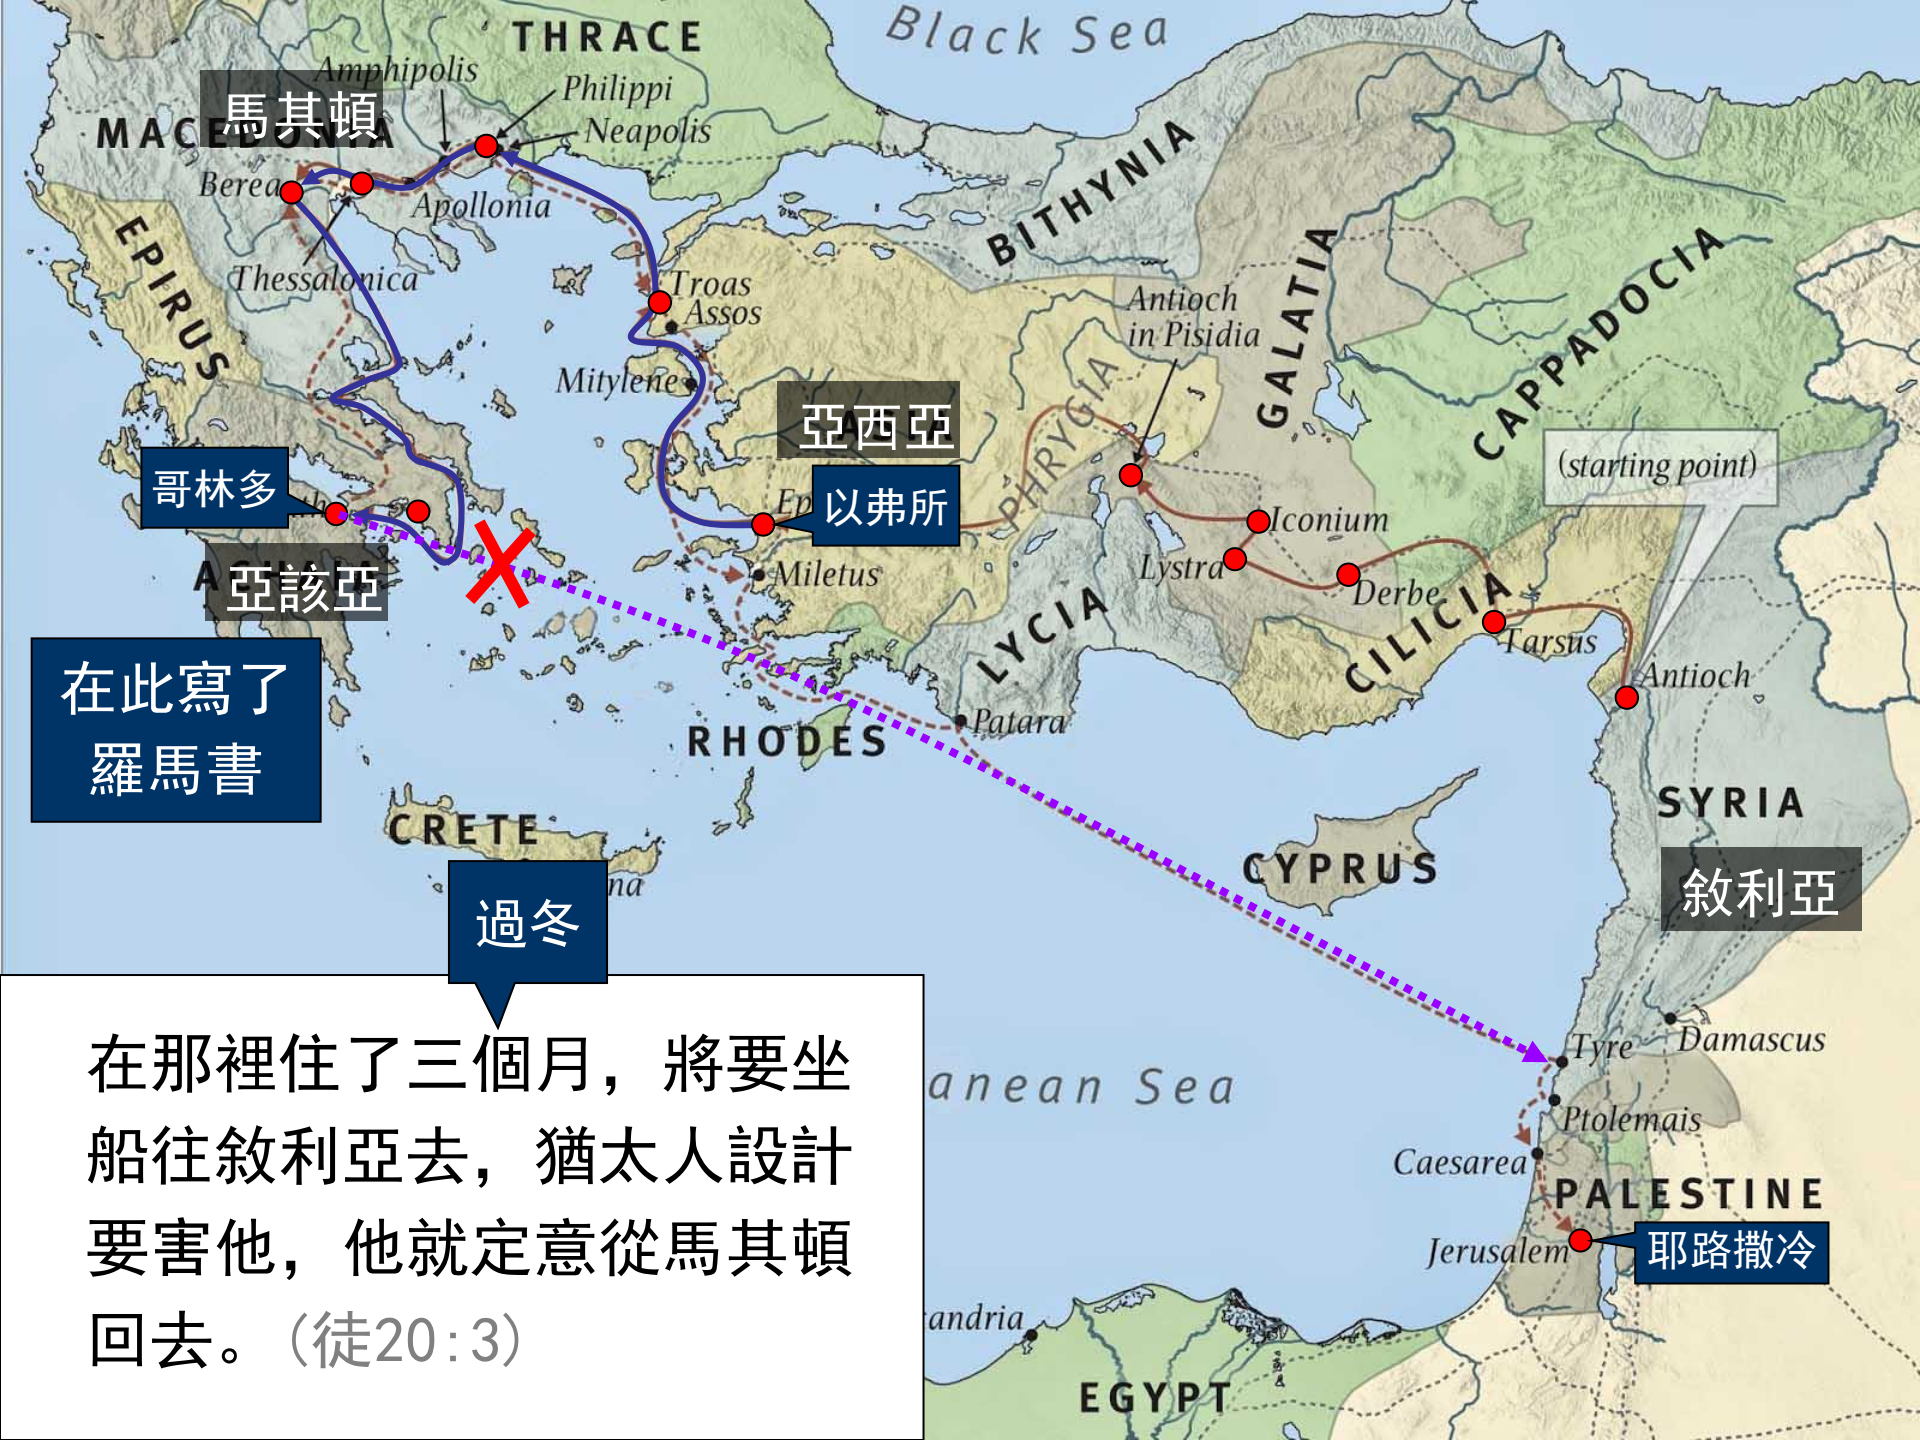 Black Sea
THRACE
Amphipolis
Philippi
馬其頓
MACEDONIA
Neapolis
Berea
Apollonia
BITHYNIA
EPIRUS
Thessalonica
Troas
Assos
Antioch
in Pisidia
GALATIA
CAPPADOCIA
Mitylene
PHRYGIA
亞西亞
哥林多
以弗所
(starting point)
Iconium
Lystra
Derbe
亞該亞
Miletus
LYCIA
CILICIA
Tarsus
Antioch
在此寫了
羅馬書
Patara
RHODES
SYRIA
CRETE
CYPRUS
敘利亞
過冬
Damascus
Tyre
anean Sea
Ptolemais
Caesarea
PALESTINE
Jerusalem
耶路撒冷
andria
EGYPT
在那裡住了三個月，將要坐
船往敘利亞去，猶太人設計
要害他，他就定意從馬其頓
回去。(徒20:3)